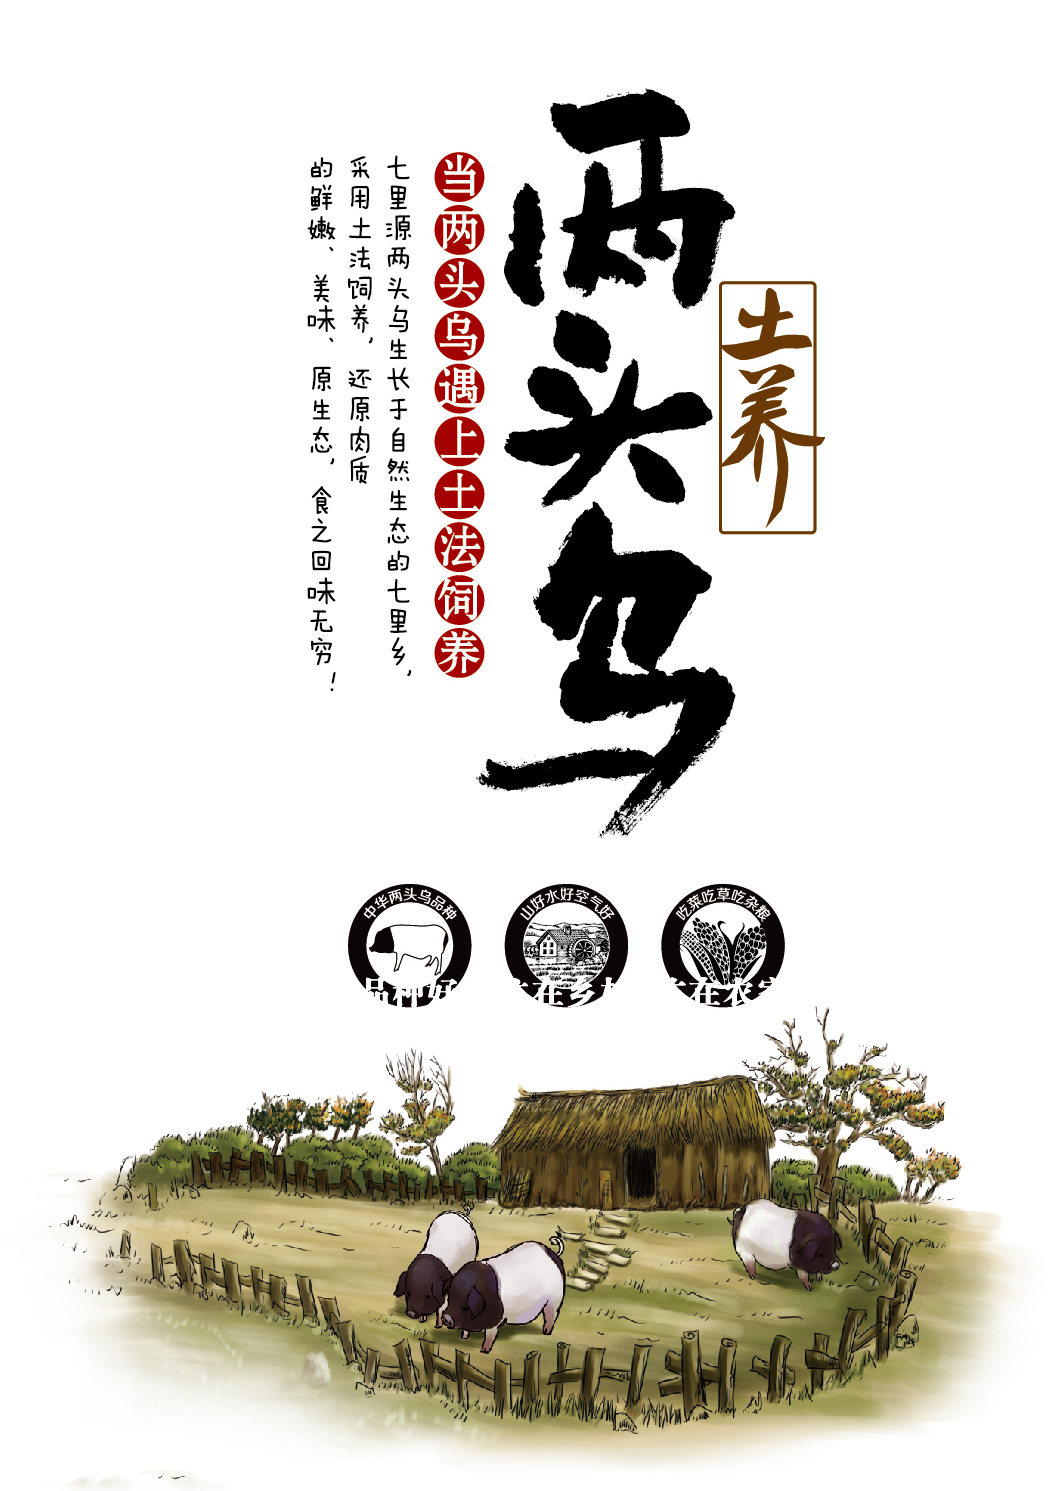 土养
两头乌
当两头乌遇上土法饲养
七里源两头乌生长于自然生态的七里乡，
采用土法饲养，还原肉质
的鲜嫩、美味、原生态，食之回味无穷！
中华两头乌品种
品种好
山好水好空气好
在乡村
吃菜吃草吃杂粮
在农家